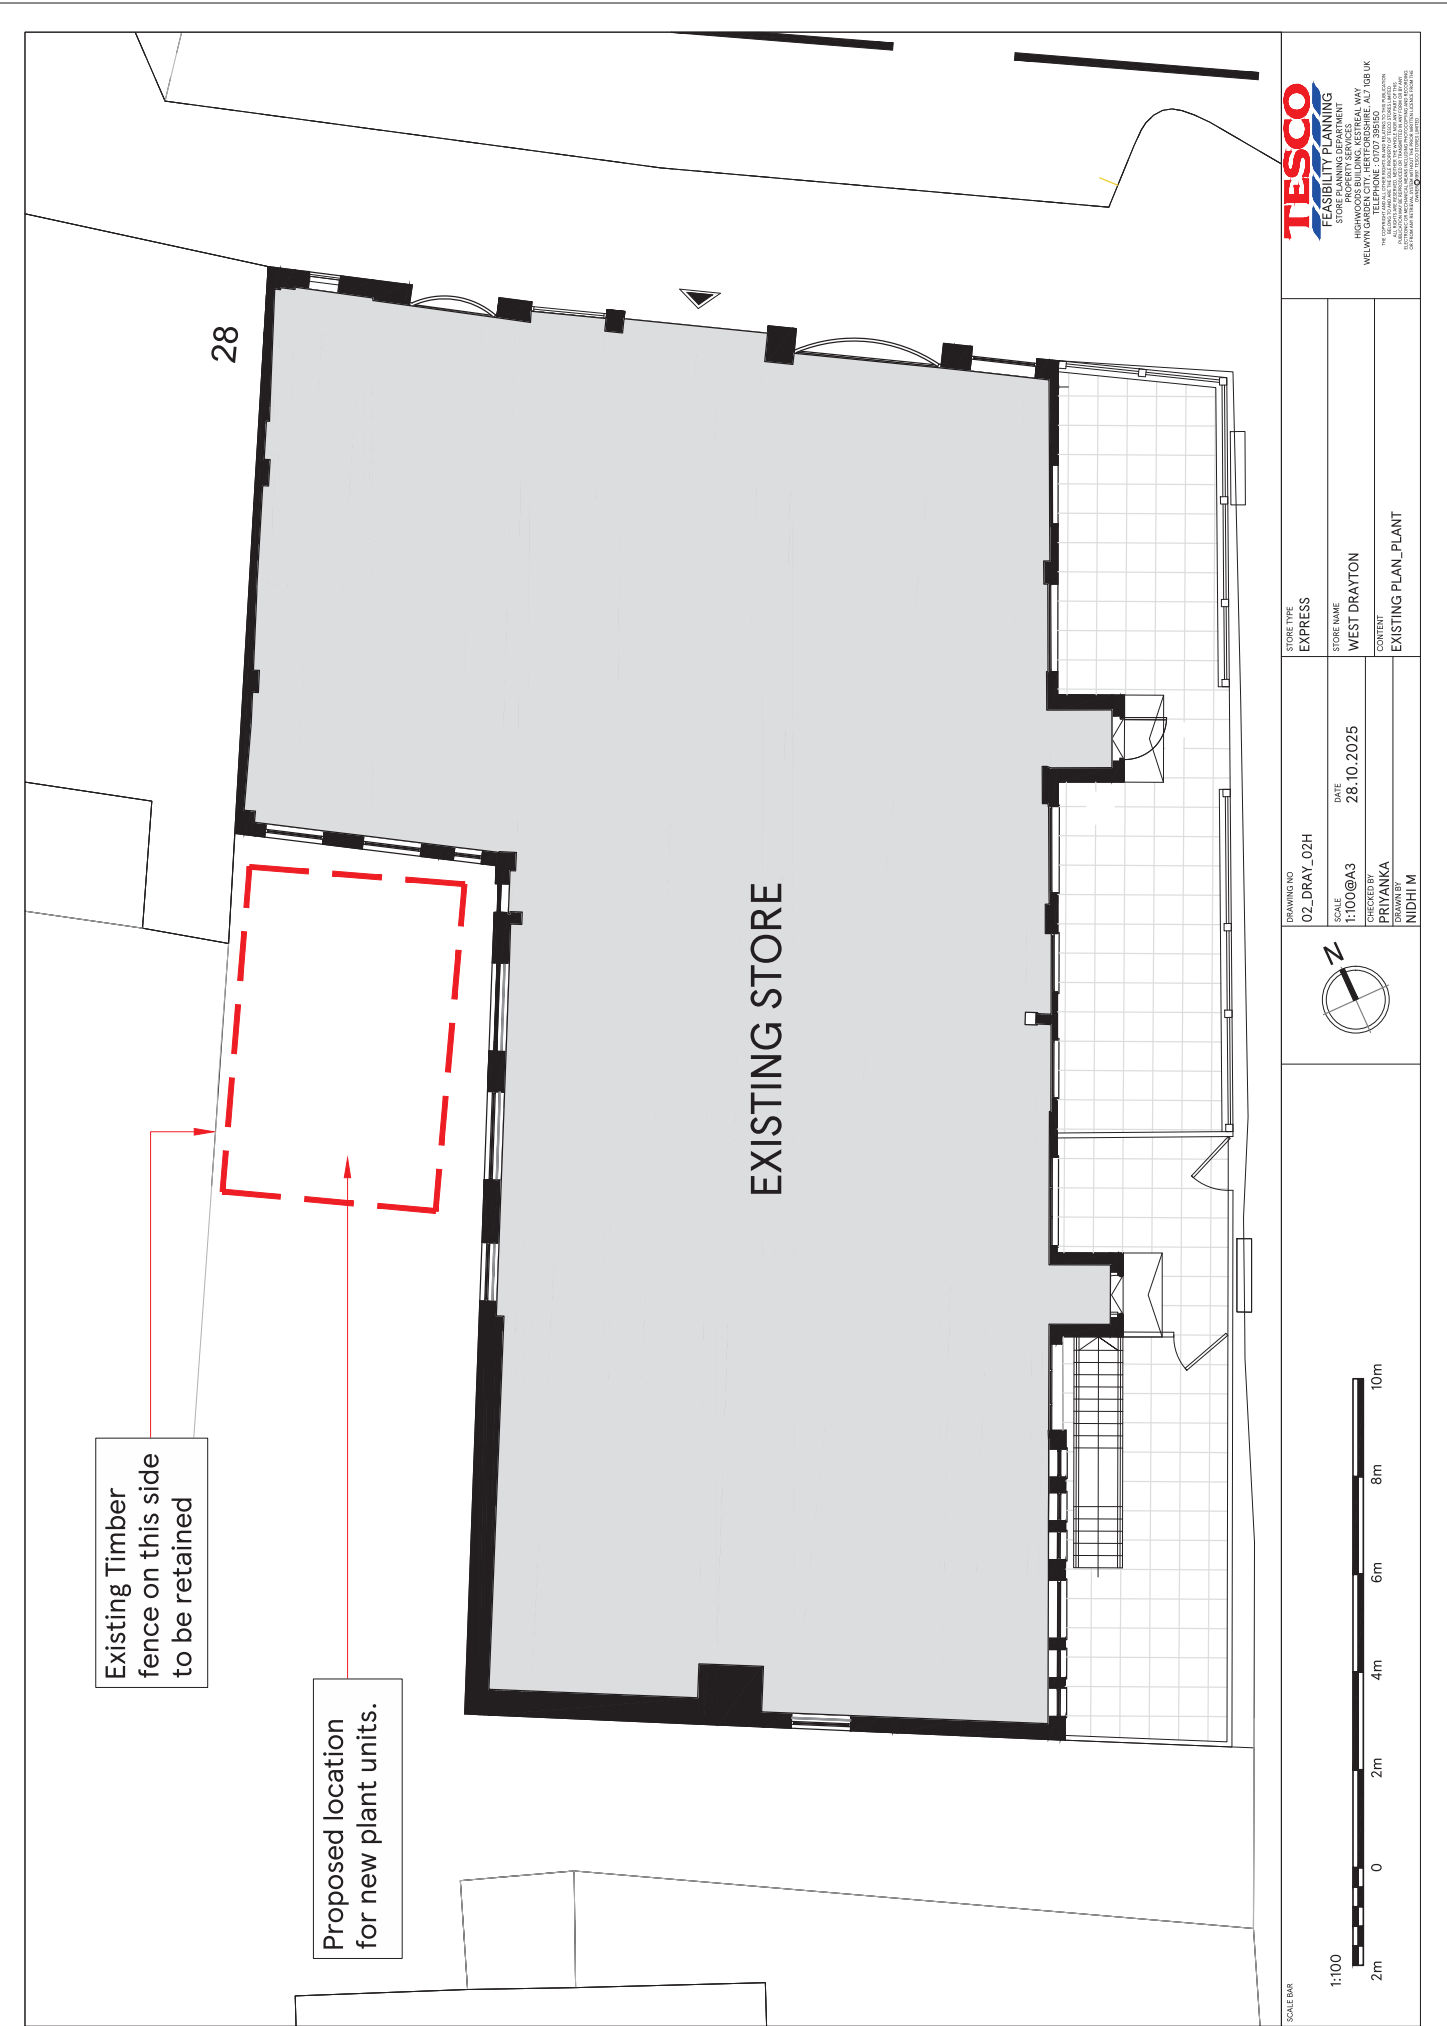 28
EXISTING STORE
Existing Timber
fence on this side
to be retained
Proposed location
for new plant units.
SCALE BAR
1:100
2m
0
2m
4m
6m
8m
10m
N
DRAWING NO
02_DRAY_02H
SCALE
1:100@A3
DATE
28.10.2025
CHECKED BY
PRIYANKA
DRAWN BY
NIDHI M
STORE TYPE
EXPRESS
STORE NAME
WEST DRAYTON
CONTENT
EXISTING PLAN_PLANT
TESCO
FEASIBILITY PLANNING
STORE PLANNING DEPARTMENT
PROPERTY SERVICES
HIGHWOODS BUILDING, KESTREAL WAY
WELWYN GARDEN CITY, HERTFORDSHIRE, AL7 1GB UK
TELEPHONE : 01707 395150